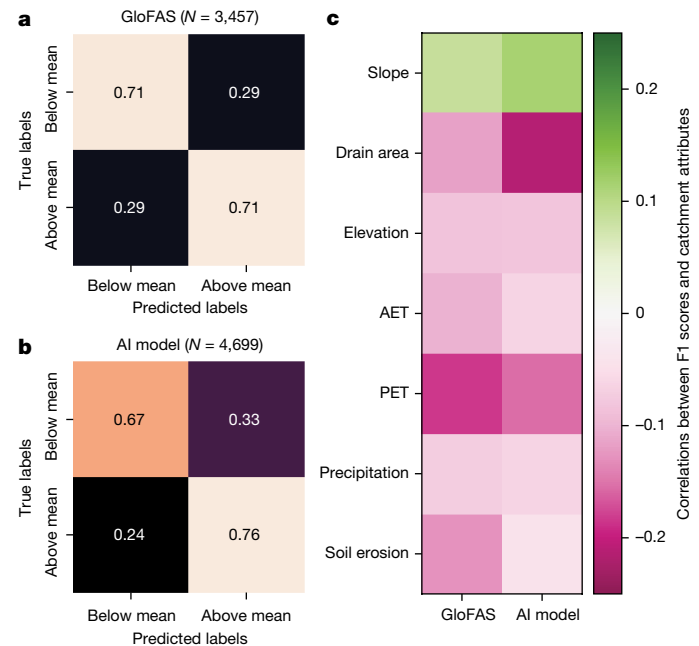 a
GloFAS (N = 3,457)
True labels
Below mean
Above mean
0.71
0.29
0.29
0.71
Below mean
Above mean
Predicted labels
b
AI model (N = 4,699)
True labels
Below mean
Above mean
0.67
0.33
0.24
0.76
Below mean
Above mean
Predicted labels
c
Slope
Drain area
Elevation
AET
PET
Precipitation
Soil erosion
GloFAS
AI model
0.2
0.1
0
−0.1
−0.2
Correlations between F1 scores and catchment attributes